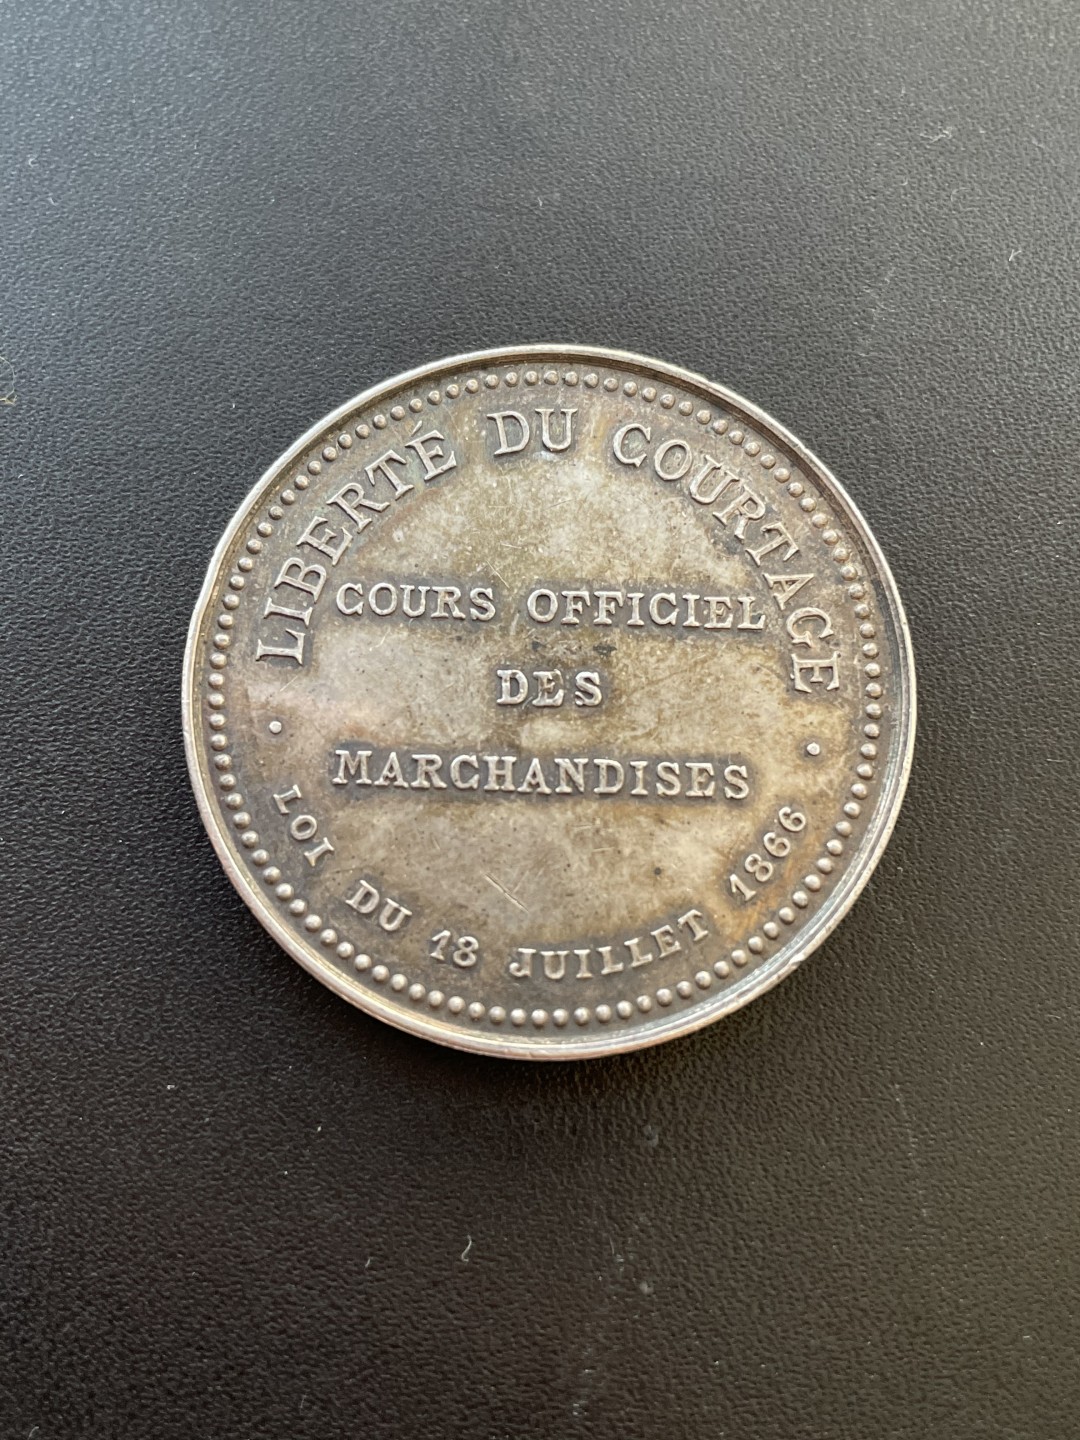 LIBERTÉ DU COURTAGE
COURS OFFICIEL
DES
MARCHANDISES
LOI DU 18 JUILLET 1866